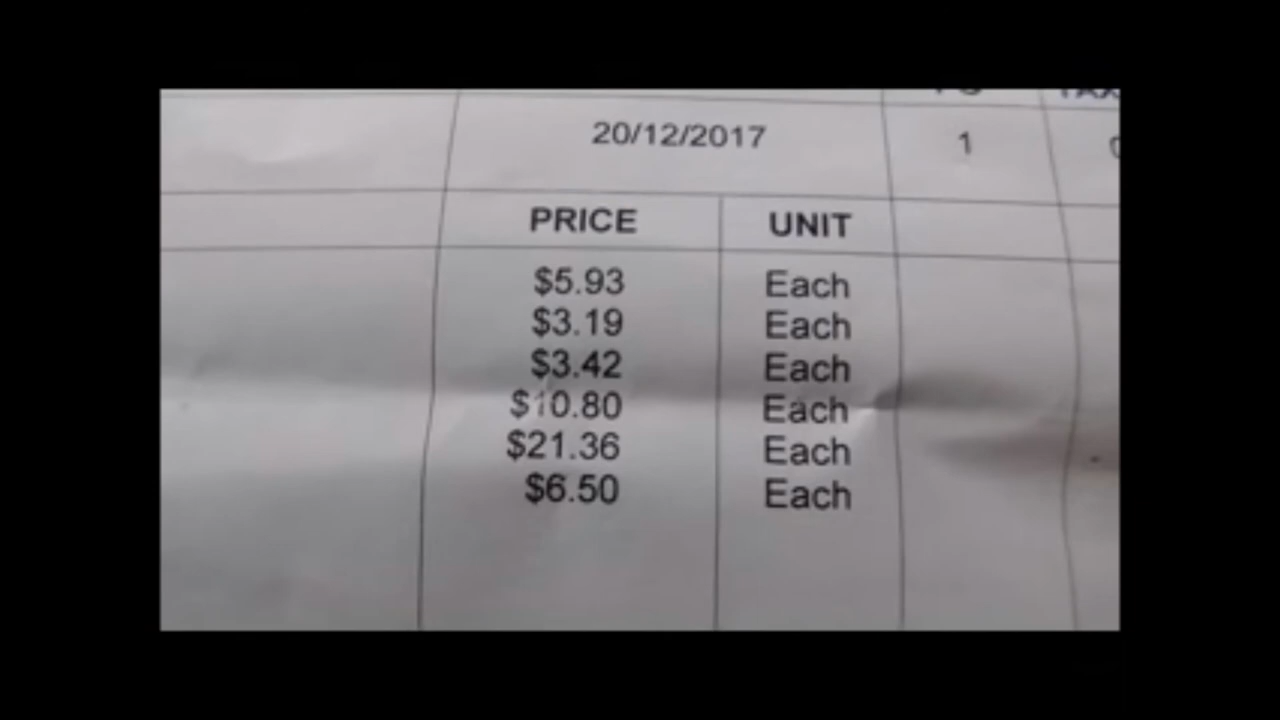 20/12/2017 1
PRICE UNIT
$5.93 Each
$3.19 Each
$3.42 Each
$10.80 Each
$21.36 Each
$6.50 Each